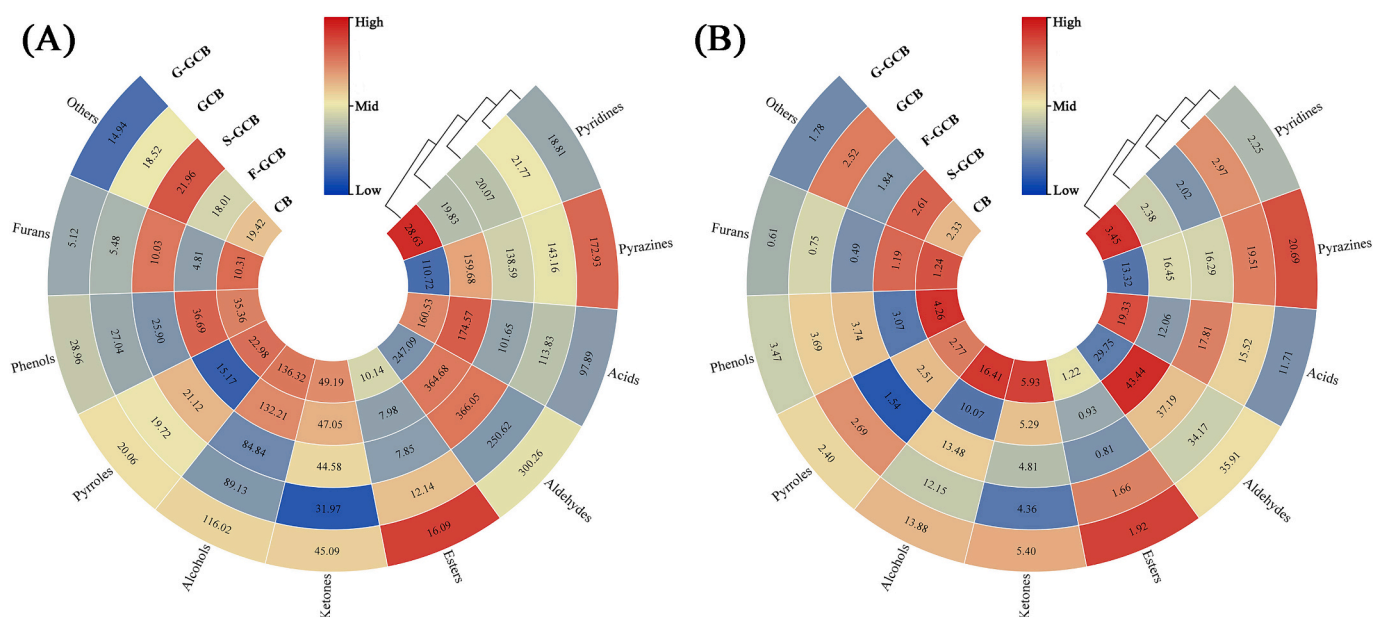 (A)
High
Mid
Low
G-GCB
GCB
S-GCB
F-GCB
CB
Others
14.94
18.52
21.96
18.01
19.42
Furans
5.12
5.48
10.03
4.81
10.31
Phenols
28.96
27.04
25.90
36.69
35.36
Pyrroles
20.06
19.72
21.12
15.17
22.98
Alcohols
116.02
89.13
84.84
132.21
136.32
Ketones
45.09
31.97
44.58
47.05
49.19
Esters
16.09
12.14
7.85
7.98
10.14
Aldehydes
300.26
250.62
366.05
364.68
247.09
Acids
97.89
113.83
101.65
174.57
160.53
Pyrazines
172.93
143.16
138.59
159.68
110.72
Pyridines
18.81
21.77
20.07
19.83
28.63
(B)
High
Mid
Low
G-GCB
GCB
F-GCB
S-GCB
CB
Others
1.78
2.52
1.84
2.61
2.33
Furans
0.61
0.75
0.49
1.19
1.24
Phenols
3.47
3.69
3.74
3.07
4.26
Pyrroles
2.40
2.69
1.54
2.51
2.77
Alcohols
13.88
12.15
13.48
10.07
16.41
Ketones
5.40
4.36
4.81
5.29
5.93
Esters
1.92
1.66
0.81
0.93
1.22
Aldehydes
35.91
34.17
37.19
43.44
29.75
Acids
11.71
15.52
17.81
12.06
19.33
Pyrazines
20.69
19.51
16.29
16.45
13.32
Pyridines
2.25
2.97
2.02
2.38
3.45